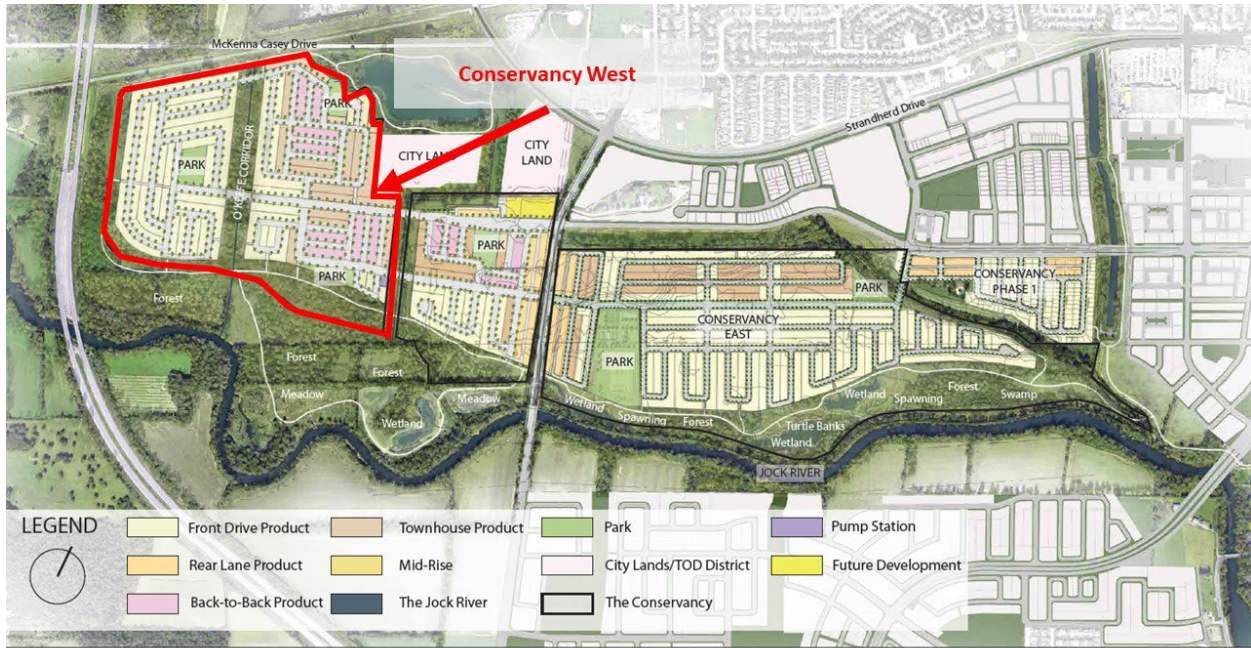 McKenna Casey Drive
Conservancy West
Strandherd Drive
PARK
CITY LAND
CITY
LAND
PARK
O'KEEFE CORRIDOR
PARK
PARK
CONSERVANCY
PHASE 1
PARK
Forest
CONSERVANCY
EAST
PARK
Forest
Forest
Meadow
Meadow
Wetland
Wetland
Spawning
Forest
Wetland
Spawning
Forest
Swamp
Turtle Banks
Wetland
JOCK RIVER
LEGEND
Front Drive Product
Townhouse Product
Park
Pump Station
Rear Lane Product
Mid-Rise
City Lands/TOD District
Future Development
Back-to-Back Product
The Jock River
The Conservancy